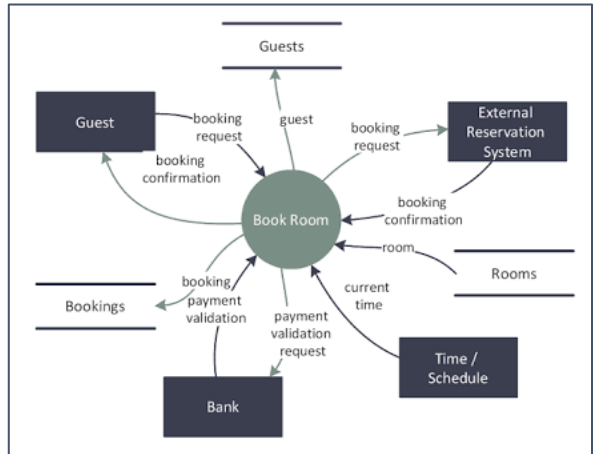 Guests
Guest
booking
request
guest
booking
request
External
Reservation
System
booking
confirmation
Book Room
booking
confirmation
room
Rooms
Bookings
booking
payment
validation
payment
validation
request
current
time
Time /
Schedule
Bank